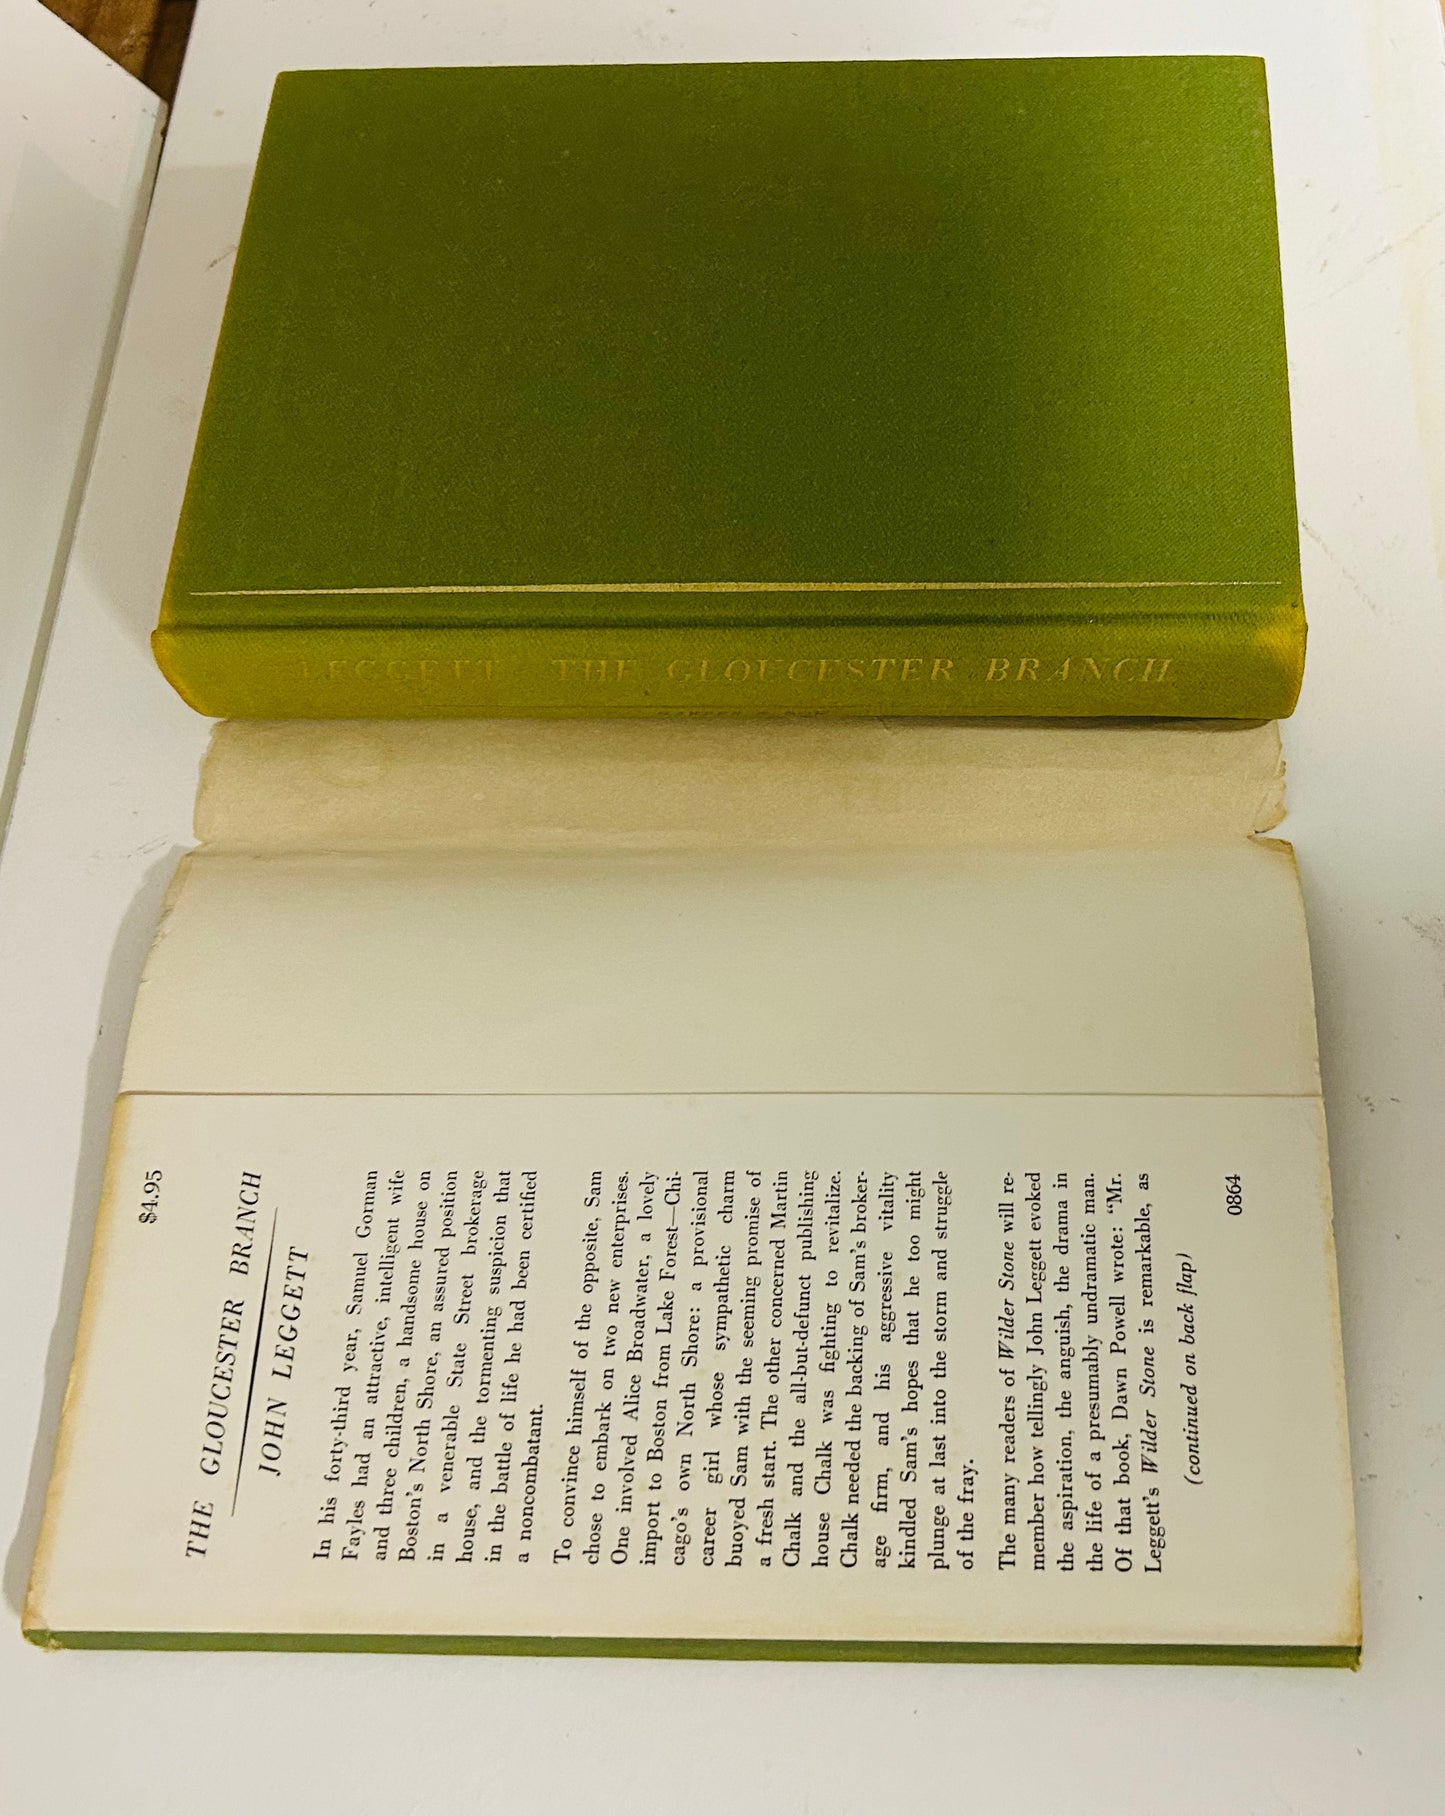 LEGGETT THE GLOUCESTER BRANCH
$4.95
THE GLOUCESTER BRANCH
JOHN LEGGETT
In his forty-third year, Samuel Gorman
Fayles had an attractive, intelligent wife
and three children, a handsome house on
Boston's North Shore, an assured position
in a venerable State Street brokerage
house, and the tormenting suspicion that
in the battle of life he had been certified
a noncombatant.
To convince himself of the opposite, Sam
chose to embark on two new enterprises.
One involved Alice Broadwater, a lovely
import to Boston from Lake Forest—Chi-
cago's own North Shore: a provisional
career girl whose sympathetic charm
buoyed Sam with the seeming promise of
a fresh start. The other concerned Martin
Chalk and the all-but-defunct publishing
house Chalk was fighting to revitalize.
Chalk needed the backing of Sam's broker-
age firm, and his aggressive vitality
kindled Sam's hopes that he too might
plunge at last into the storm and struggle
of the fray.
The many readers of Wilder Stone will re-
member how tellingly John Leggett evoked
the aspiration, the anguish, the drama in
the life of a presumably undramatic man.
Of that book, Dawn Powell wrote: "Mr.
Leggett's Wilder Stone is remarkable, as
(continued on back flap)
0864